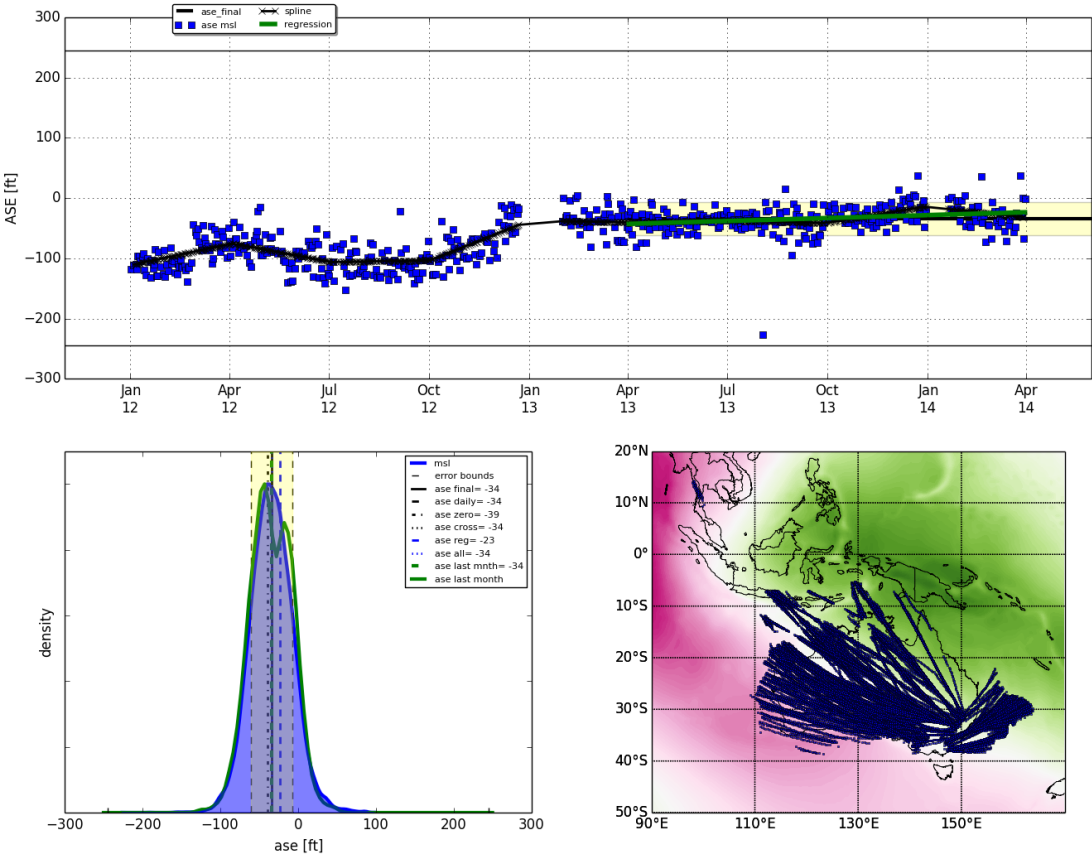 ase_final
spline
ase msl
regression
300
200
100
0
−100
−200
−300
ASE [ft]
Jan 12
Apr 12
Jul 12
Oct 12
Jan 13
Apr 13
Jul 13
Oct 13
Jan 14
Apr 14
msl
error bounds
ase final= -34
ase daily= -34
ase zero= -39
ase cross= -34
ase reg= -23
ase all= -34
ase last mnth= -34
ase last month
density
−300
−200
−100
0
100
200
300
ase [ft]
20°N
10°N
0°
10°S
20°S
30°S
40°S
50°S
90°E
110°E
130°E
150°E